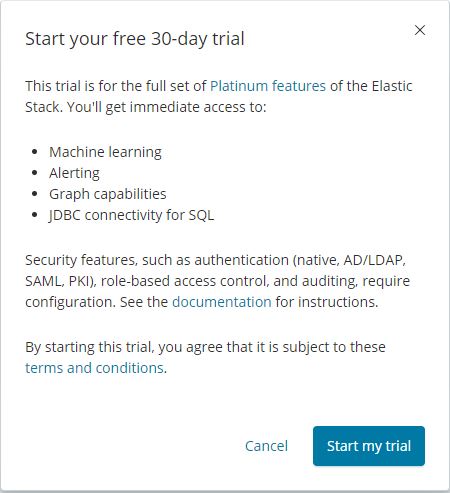 Start your free 30-day trial
This trial is for the full set of Platinum features of the Elastic
Stack. You'll get immediate access to:
• Machine learning
• Alerting
• Graph capabilities
• JDBC connectivity for SQL
Security features, such as authentication (native, AD/LDAP,
SAML, PKI), role-based access control, and auditing, require
configuration. See the documentation for instructions.
By starting this trial, you agree that it is subject to these
terms and conditions.
Cancel Start my trial